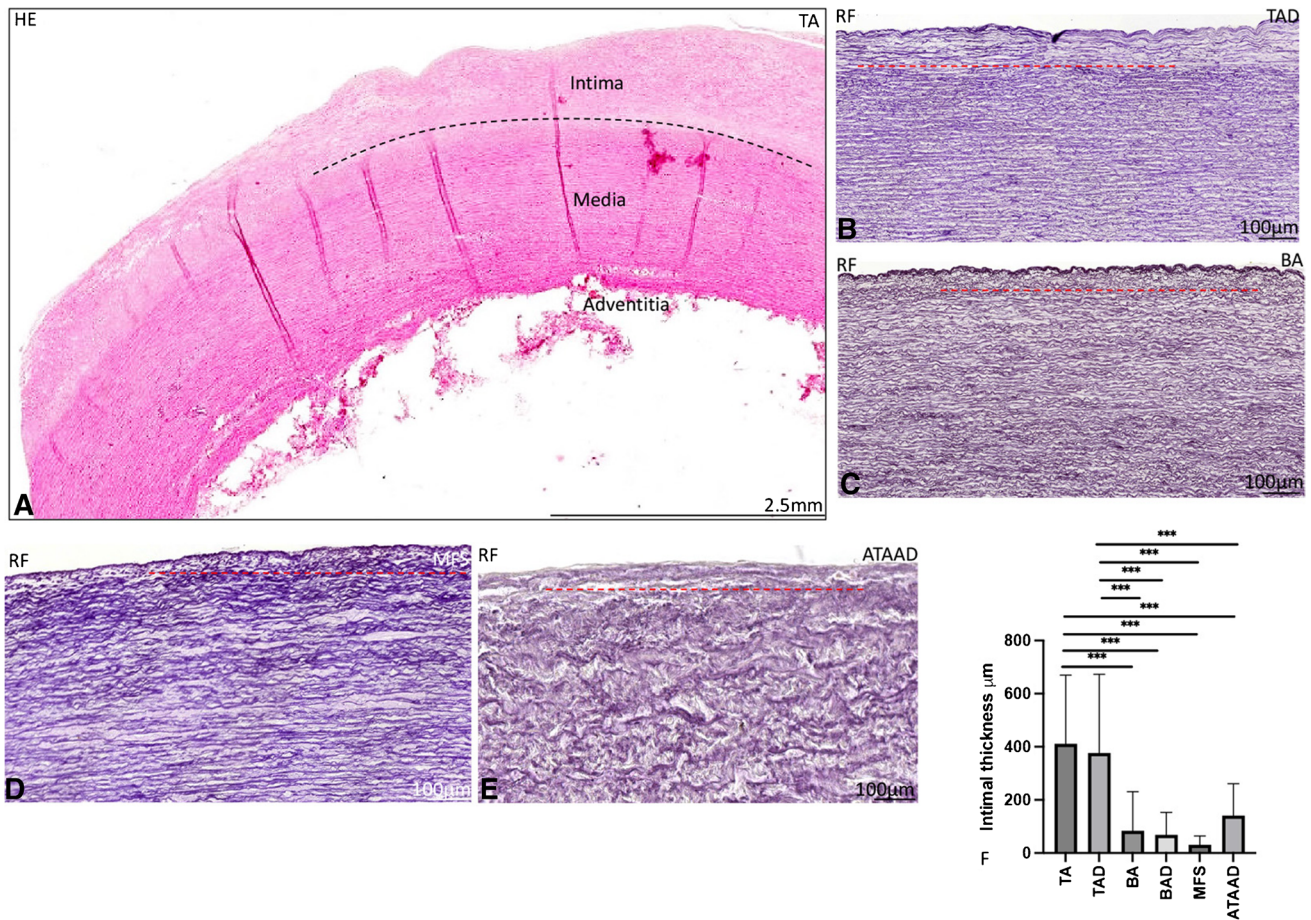 HE
TA
Intima
Media
Adventitia
A
2.5mm
RF
TAD
B
100µm
RF
BA
C
100µm
RF
MFS
D
100µm
RF
ATAAD
E
100µm
***
***
***
***
***
***
***
***
Intimal thickness µm
800
600
400
200
0
F
TA
TAD
BA
BAD
MFS
ATAAD